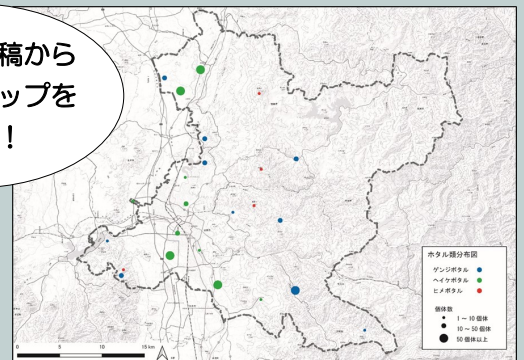 稿から
ップを
！
ホタル類分布図
ゲンジボタル
ヘイケボタル
ヒメボタル
個体数
1 ～ 10 個体
10 ～ 50 個体
50 個体以上
0 5 10 15 km